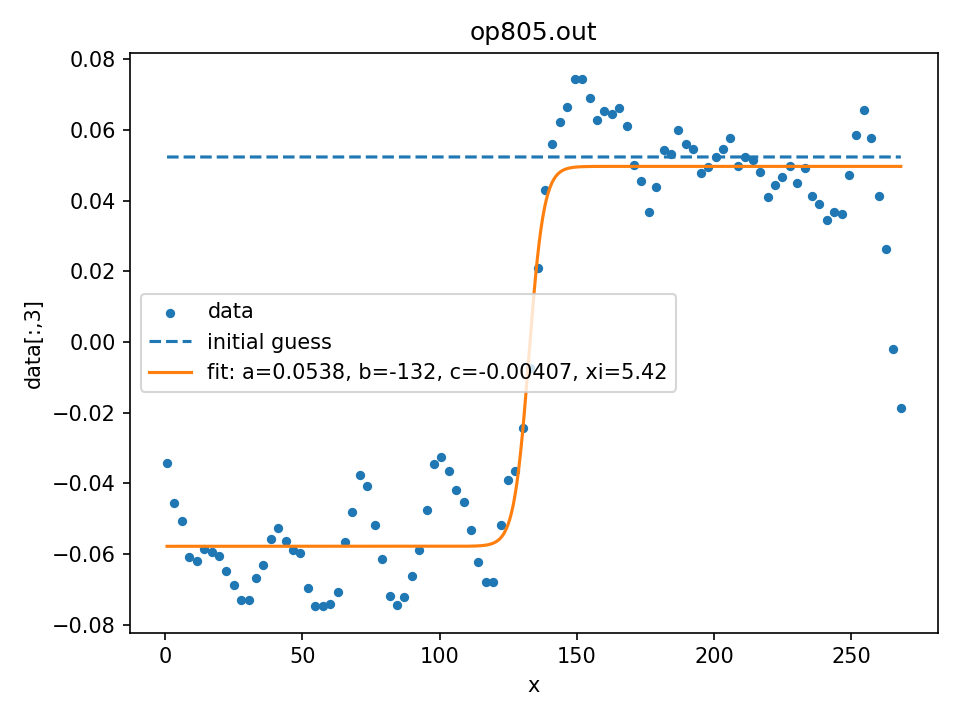 op805.out
0.08
0.06
0.04
0.02
0.00
−0.02
−0.04
−0.06
−0.08
data[:,3]
data
initial guess
fit: a=0.0538, b=-132, c=-0.00407, xi=5.42
0 50 100 150 200 250
x